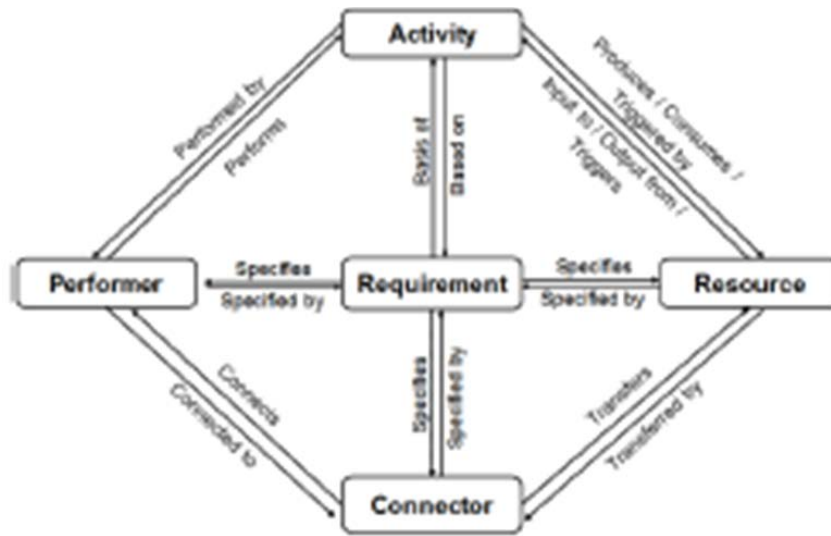 Activity
Performed by
Performs
Basis of
Based on
Produces / Consumes /
Triggered by
Input to / Output from /
Triggers
Performer
Specifies
Specified by
Requirement
Specifies
Specified by
Resource
Connects
Connected to
Specifies
Specified by
Transfers
Transferred by
Connector